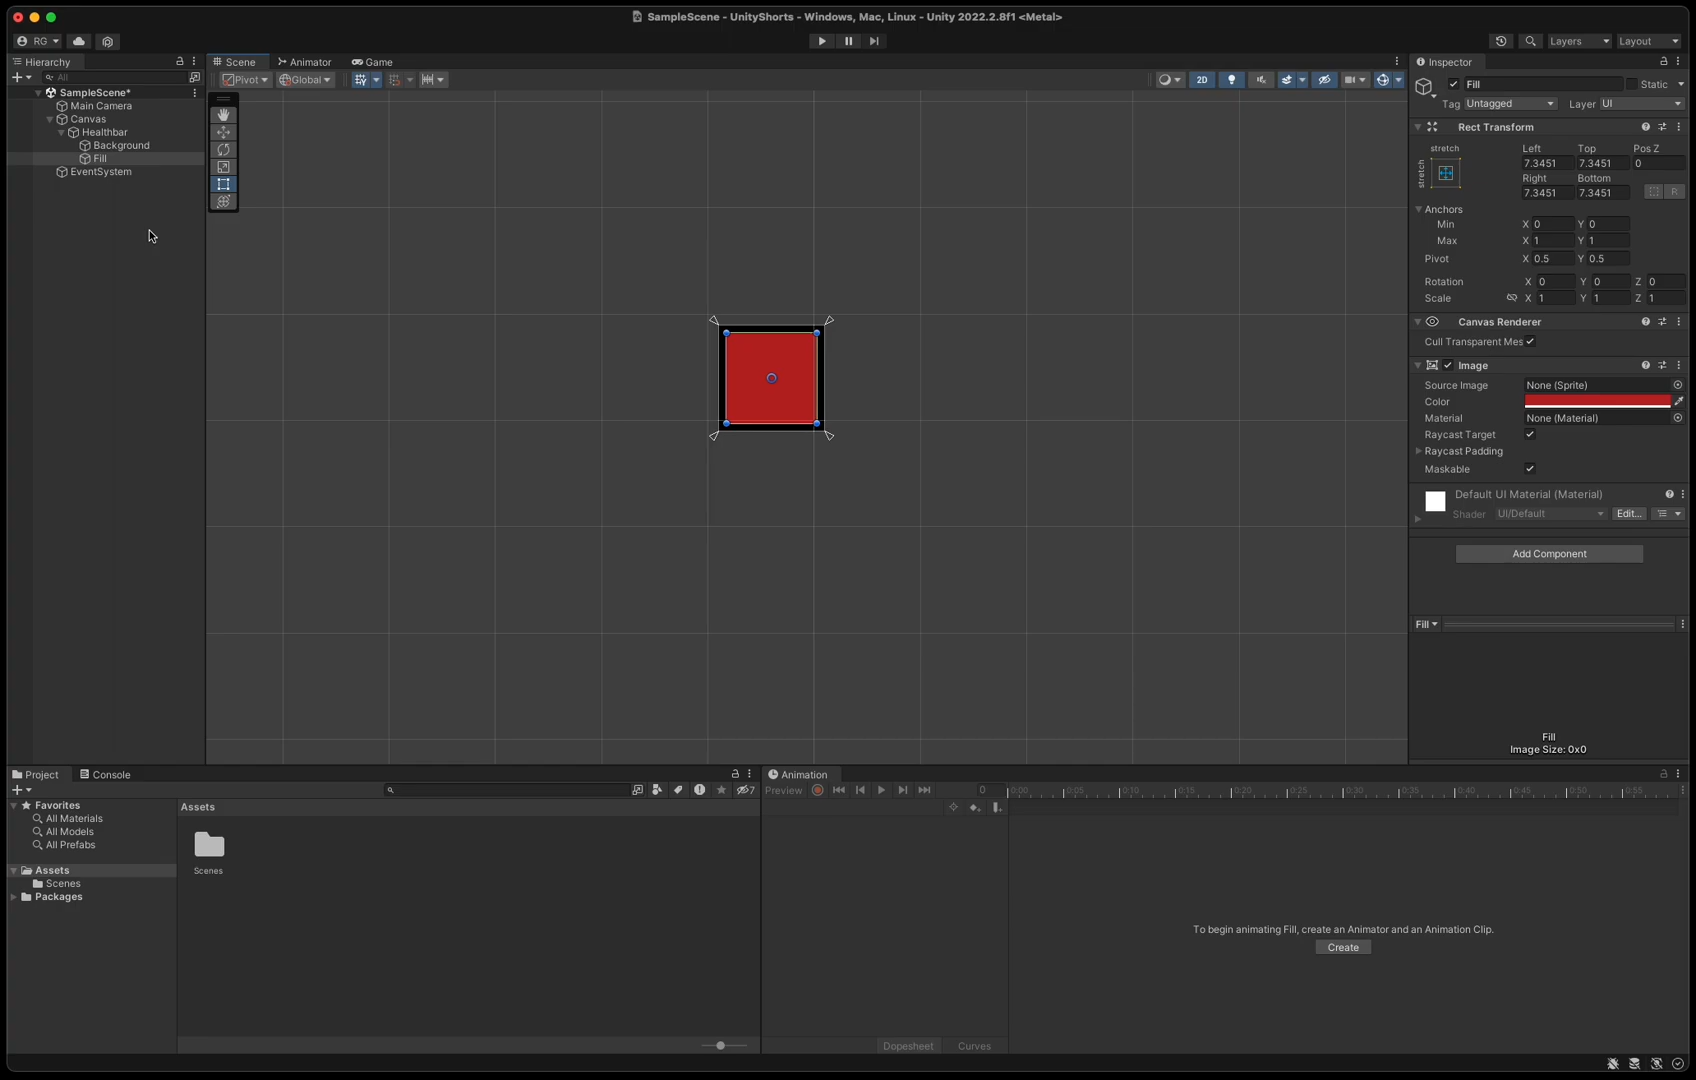 SampleScene - UnityShorts - Windows, Mac, Linux - Unity 2022.2.8f1 <Metal>
RG
Layers
Layout
Hierarchy
All
SampleScene*
Main Camera
Canvas
Healthbar
Background
Fill
EventSystem
Scene
Animator
Game
Pivot
Global
2D
Inspector
Fill
Static
Tag Untagged
Layer UI
Rect Transform
stretch
stretch
Left Top Pos Z
7.3451 7.3451 0
Right Bottom
7.3451 7.3451
R
Anchors
Min X 0 Y 0
Max X 1 Y 1
Pivot X 0.5 Y 0.5
Rotation X 0 Y 0 Z 0
Scale X 1 Y 1 Z 1
Canvas Renderer
Cull Transparent Mes
Image
Source Image None (Sprite)
Color
Material None (Material)
Raycast Target
Raycast Padding
Maskable
Default UI Material (Material)
Shader UI/Default Edit...
Add Component
Fill
Fill
Image Size: 0x0
Project
Console
7
Favorites
All Materials
All Models
All Prefabs
Assets
Scenes
Packages
Assets
Scenes
Animation
Preview
0
0:00 0:05 0:10 0:15 0:20 0:25 0:30 0:35 0:40 0:45 0:50 0:55
To begin animating Fill, create an Animator and an Animation Clip.
Create
Dopesheet
Curves